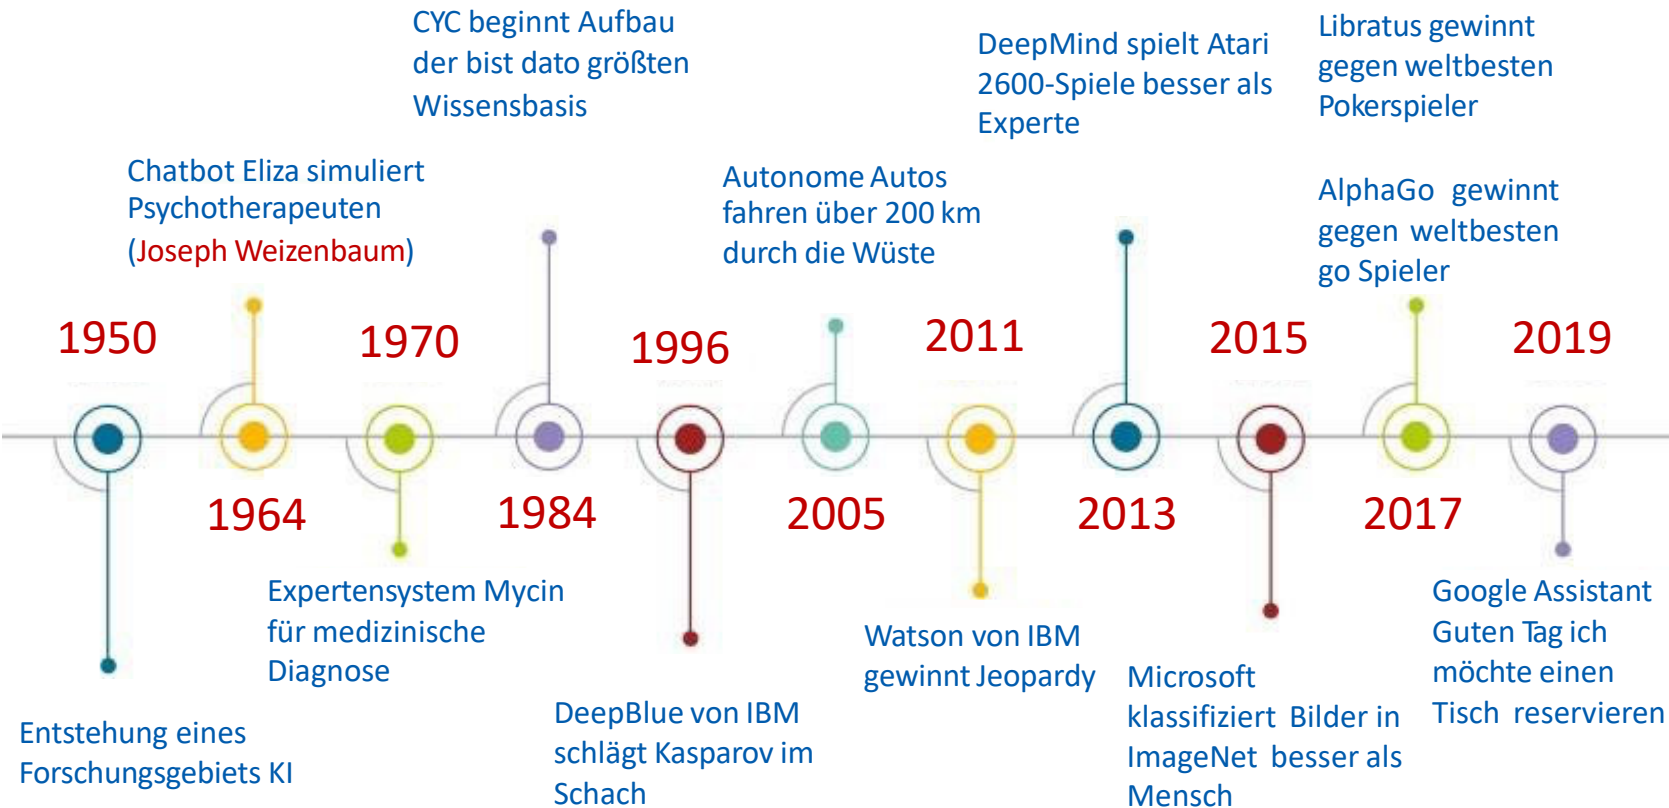 CYC beginnt Aufbau
der bist dato größten
Wissensbasis
DeepMind spielt Atari
2600-Spiele besser als
Experte
Libratus gewinnt
gegen weltbesten
Pokerspieler
Chatbot Eliza simuliert
Psychotherapeuten
(Joseph Weizenbaum)
Autonome Autos
fahren über 200 km
durch die Wüste
AlphaGo gewinnt
gegen weltbesten
go Spieler
1950
1970
1996
2011
2015
2019
1964
1984
2005
2013
2017
Expertensystem Mycin
für medizinische
Diagnose
Watson von IBM
gewinnt Jeopardy
Google Assistant
Guten Tag ich
möchte einen
Tisch reservieren
Entstehung eines
Forschungsgebiets KI
DeepBlue von IBM
schlägt Kasparov im
Schach
Microsoft
klassifiziert Bilder in
ImageNet besser als
Mensch